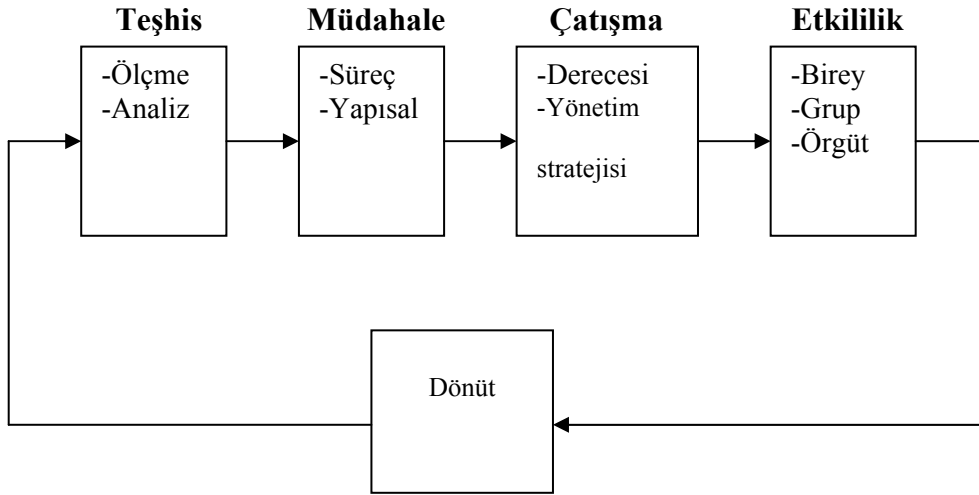 Teşhis
-Ölçme
-Analiz
Müdahale
-Süreç
-Yapısal
Çatışma
-Derecesi
-Yönetim
stratejisi
Etkililik
-Birey
-Grup
-Örgüt
Dönüt